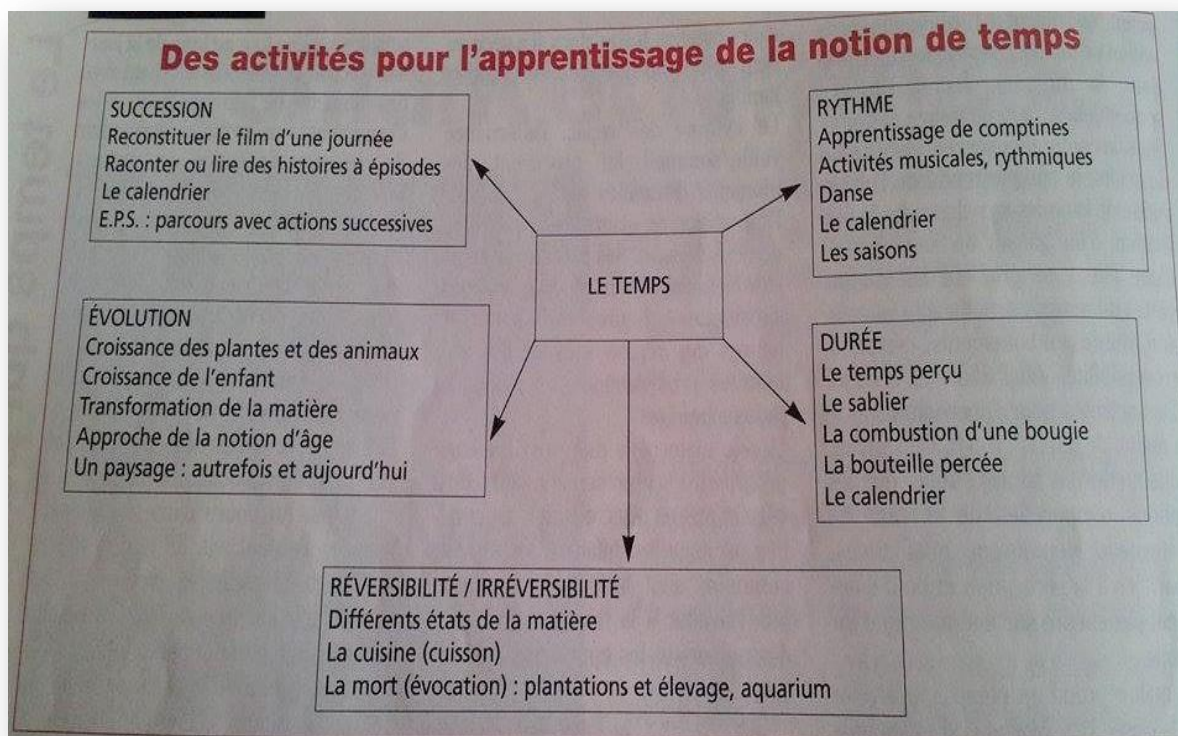 Des activités pour l'apprentissage de la notion de temps
SUCCESSION
Reconstituer le film d'une journée
Raconter ou lire des histoires à épisodes
Le calendrier
E.P.S. : parcours avec actions successives
RYTHME
Apprentissage de comptines
Activités musicales, rythmiques
Danse
Le calendrier
Les saisons
LE TEMPS
ÉVOLUTION
Croissance des plantes et des animaux
Croissance de l'enfant
Transformation de la matière
Approche de la notion d'âge
Un paysage : autrefois et aujourd'hui
DURÉE
Le temps perçu
Le sablier
La combustion d'une bougie
La bouteille percée
Le calendrier
RÉVERSIBILITÉ / IRRÉVERSIBILITÉ
Différents états de la matière
La cuisine (cuisson)
La mort (évocation) : plantations et élevage, aquarium